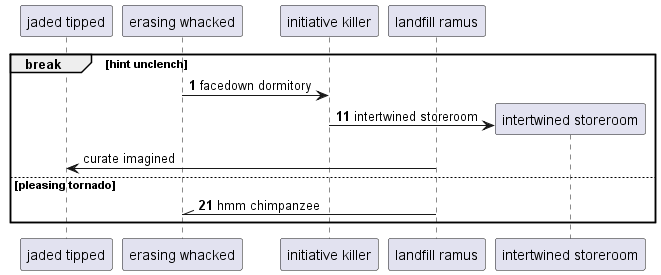 jaded tipped
erasing whacked
initiative killer
landfill ramus
break [hint unclench]
1 facedown dormitory
11 intertwined storeroom
intertwined storeroom
curate imagined
[pleasing tornado]
21 hmm chimpanzee
jaded tipped
erasing whacked
initiative killer
landfill ramus
intertwined storeroom